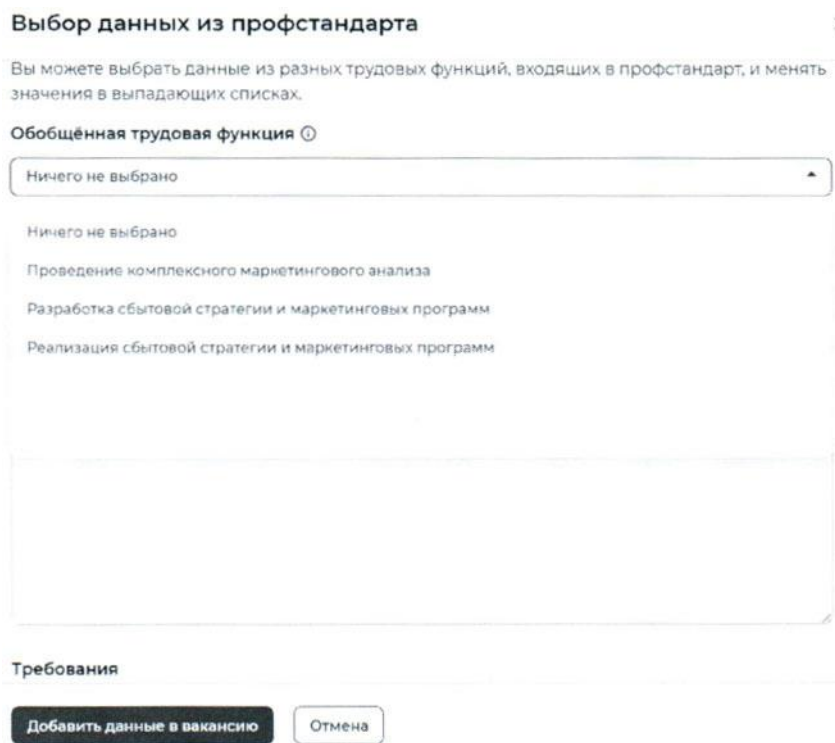 Выбор данных из профстандарта
Вы можете выбрать данные из разных трудовых функций, входящих в профстандарт, и менять
значения в выпадающих списках.
Обобщённая трудовая функция
Ничего не выбрано
Ничего не выбрано
Проведение комплексного маркетингового анализа
Разработка сбытовой стратегии и маркетинговых программ
Реализация сбытовой стратегии и маркетинговых программ
Требования
Добавить данные в вакансию
Отмена